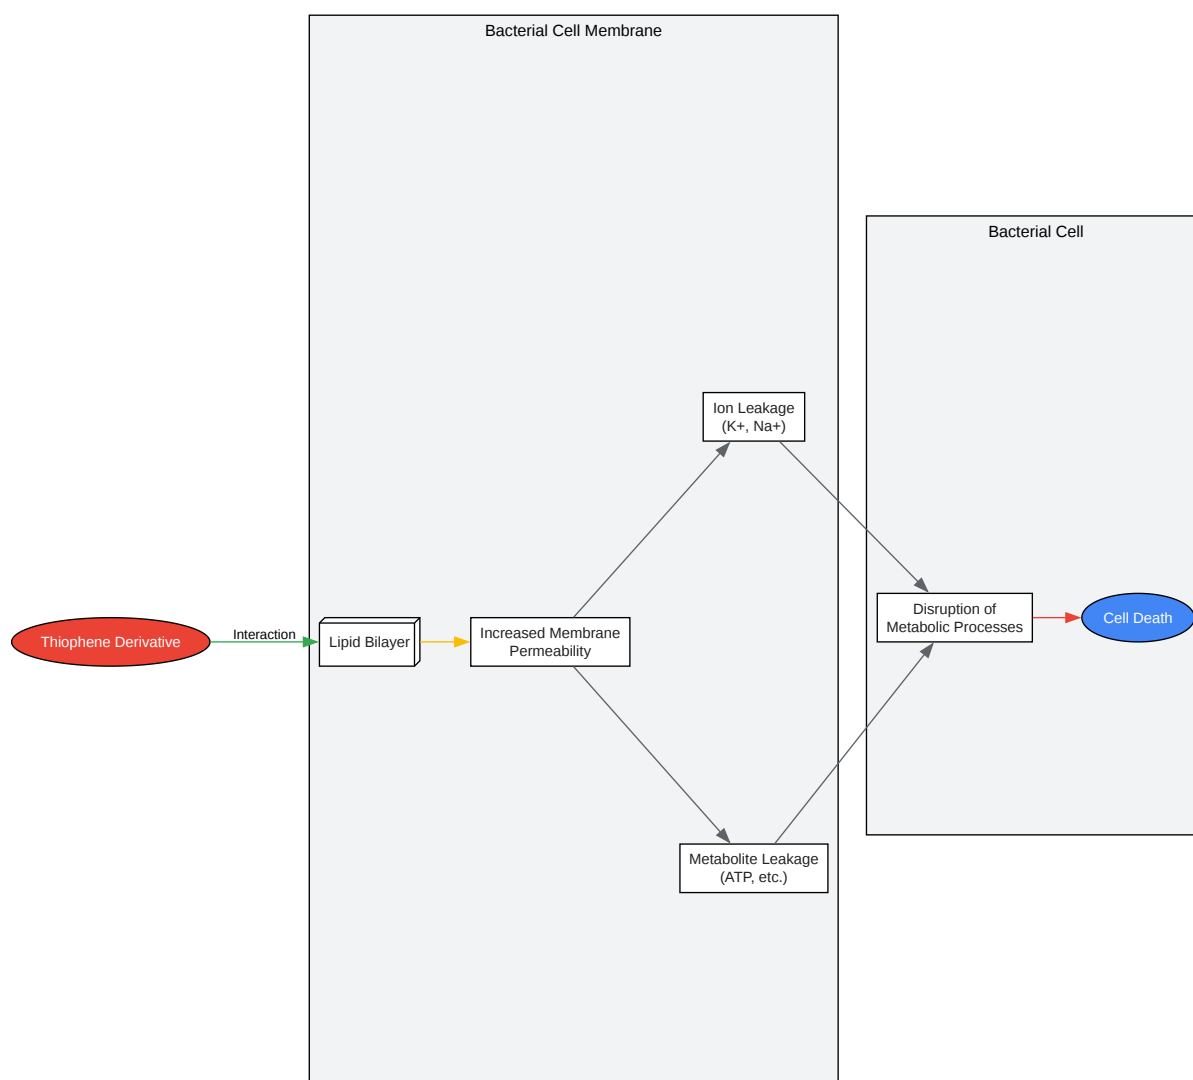 Bacterial Cell Membrane
Bacterial Cell
Ion Leakage
(K+, Na+)
Thiophene Derivative
Interaction
Lipid Bilayer
Increased Membrane
Permeability
Disruption of
Metabolic Processes
Cell Death
Metabolite Leakage
(ATP, etc.)